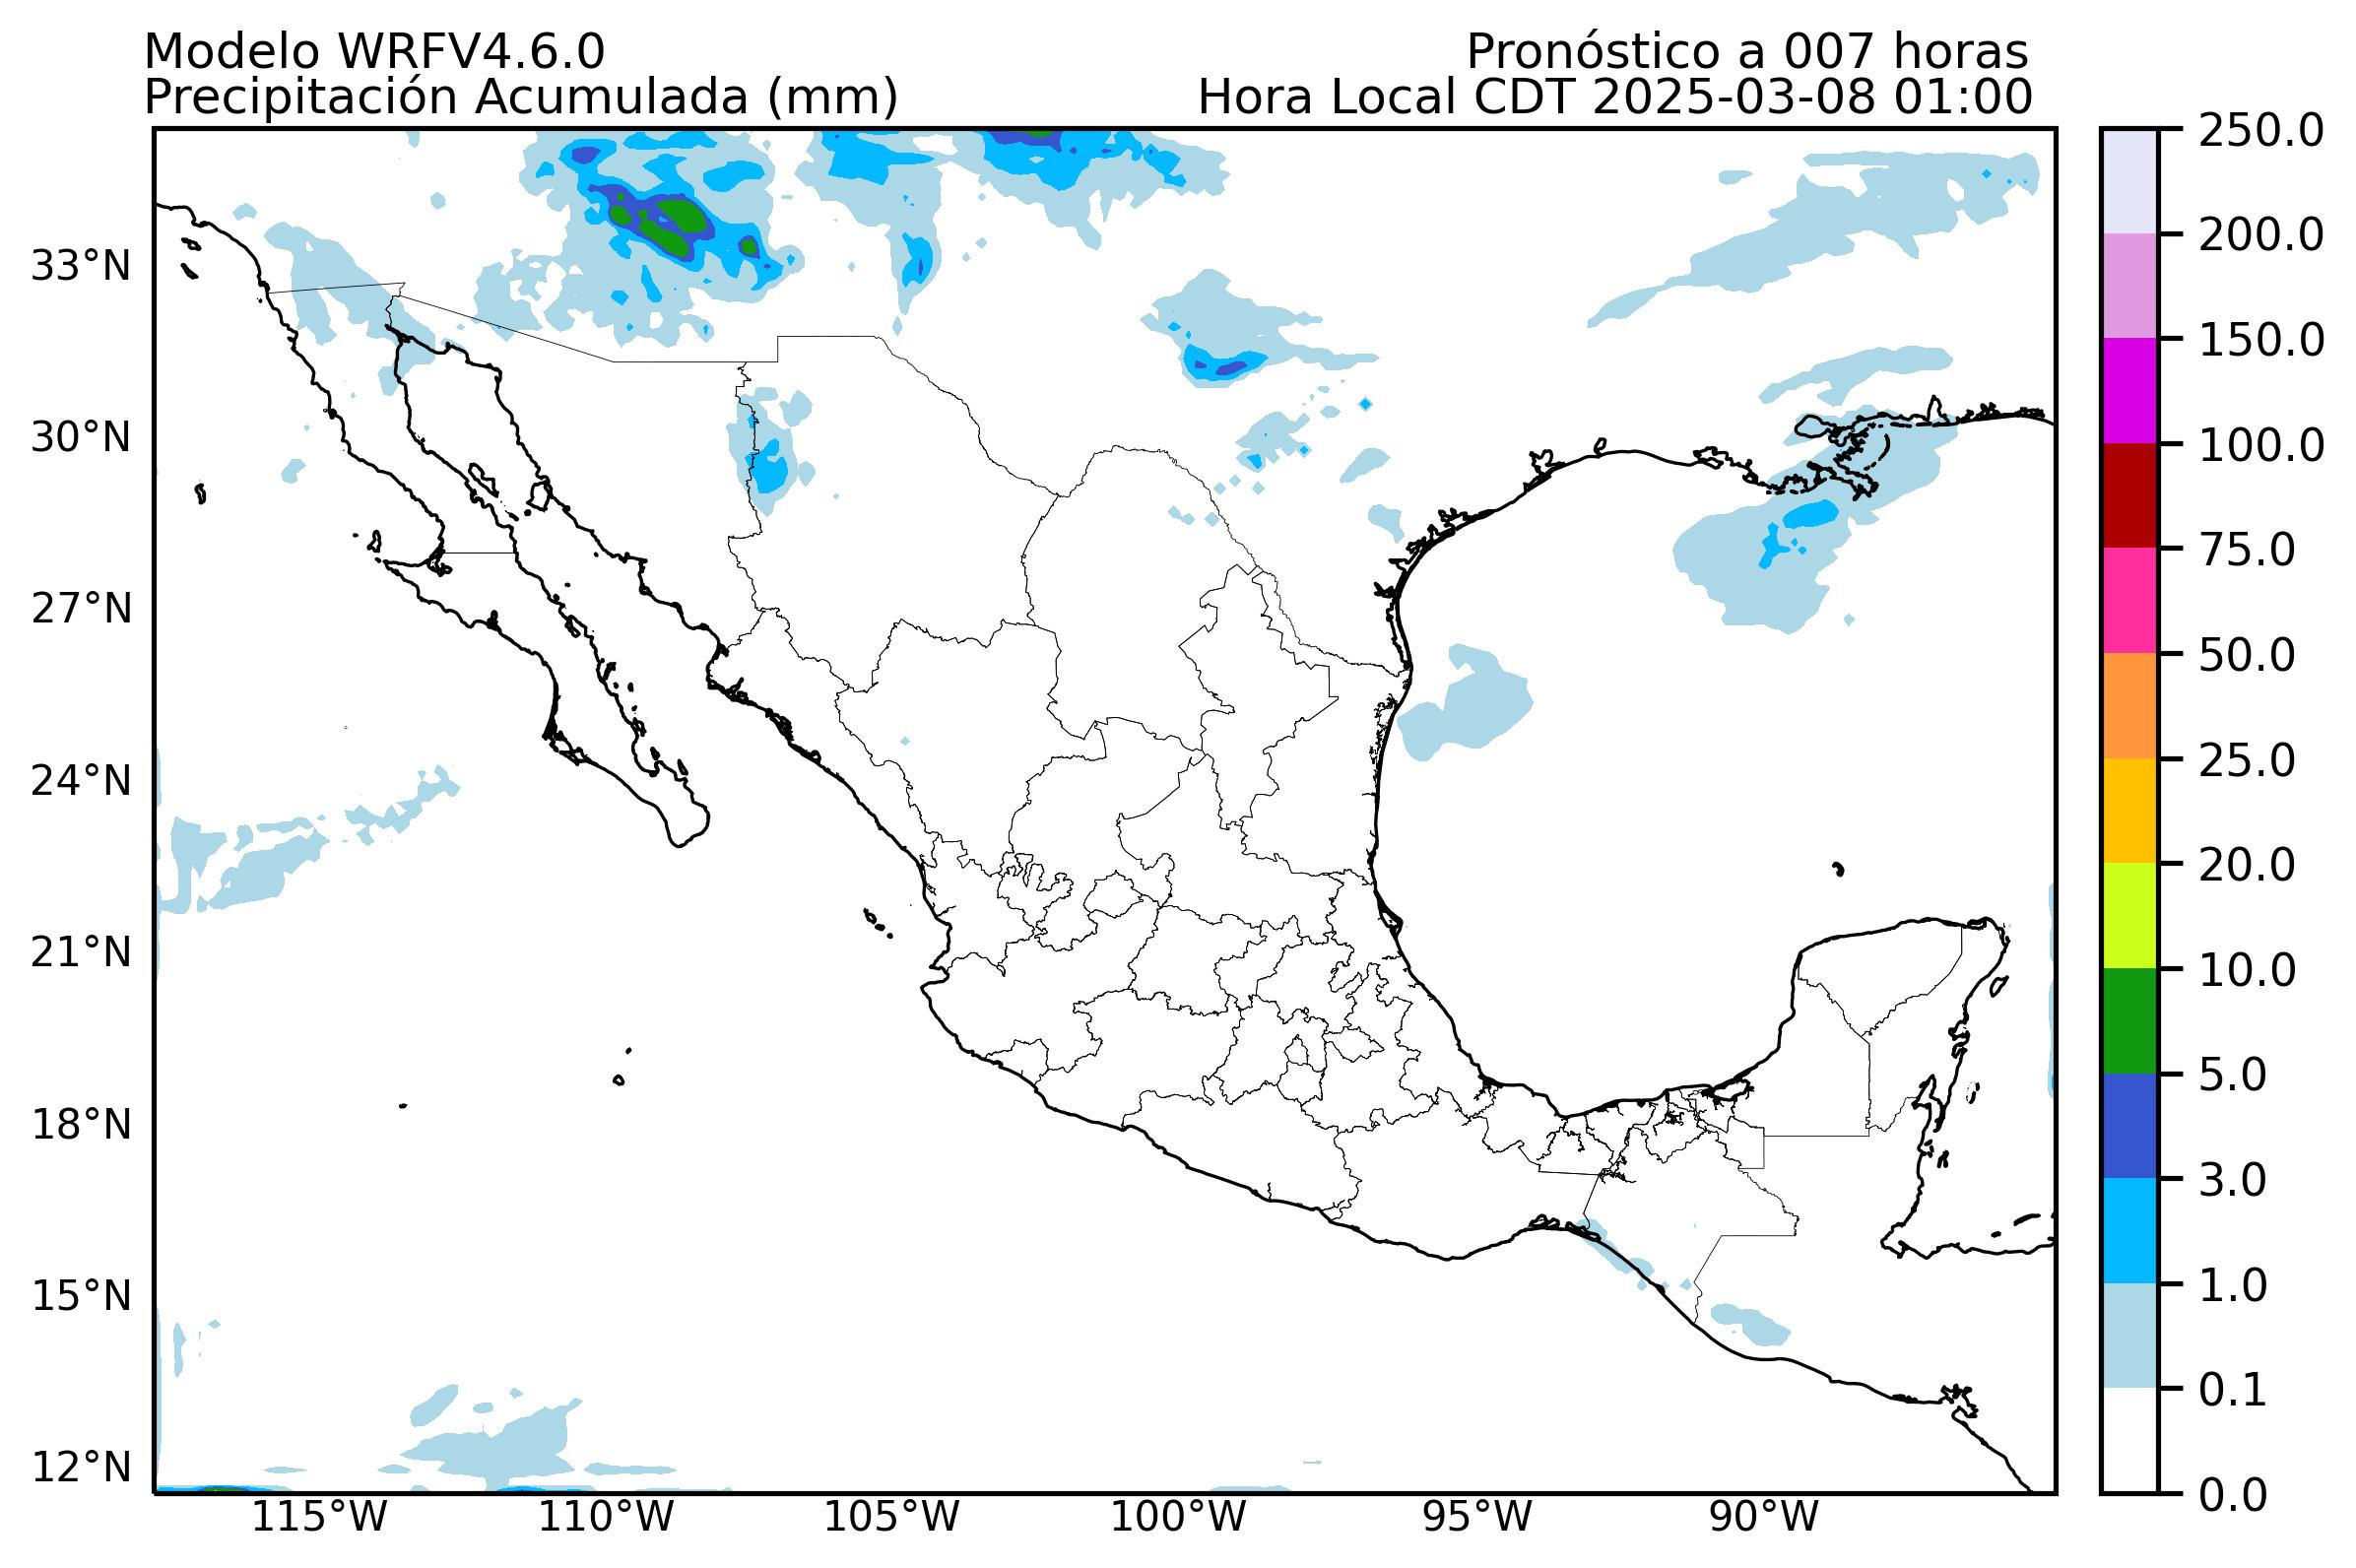 Modelo WRFV4.6.0
Pronóstico a 007 horas
Precipitación Acumulada (mm)
Hora Local CDT 2025-03-08 01:00
33°N
30°N
27°N
24°N
21°N
18°N
15°N
12°N
115°W
110°W
105°W
100°W
95°W
90°W
250.0
200.0
150.0
100.0
75.0
50.0
25.0
20.0
10.0
5.0
3.0
1.0
0.1
0.0